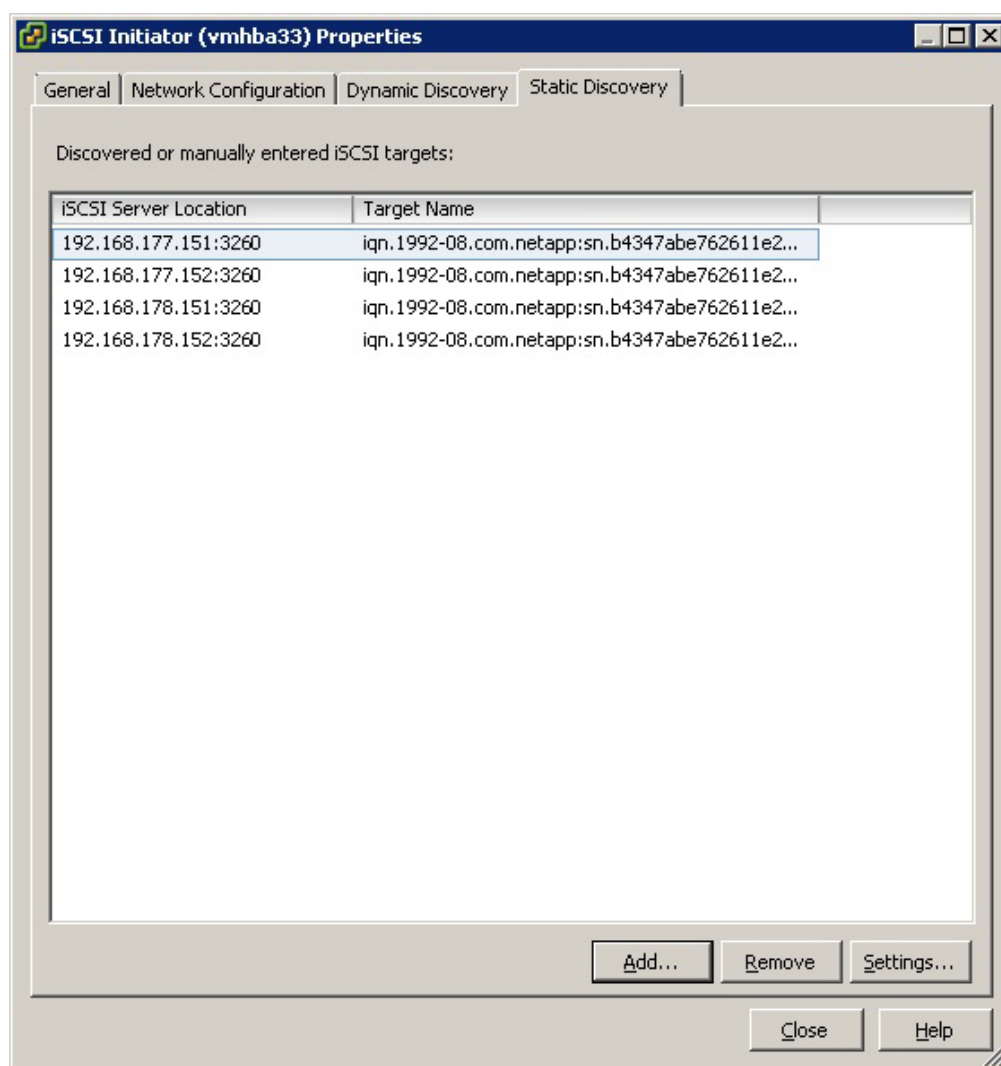 iSCSI Initiator (vmhba33) Properties
General Network Configuration Dynamic Discovery Static Discovery
Discovered or manually entered iSCSI targets:
iSCSI Server Location Target Name
192.168.177.151:3260 iqn.1992-08.com.netapp:sn.b4347abe762611e2...
192.168.177.152:3260 iqn.1992-08.com.netapp:sn.b4347abe762611e2...
192.168.178.151:3260 iqn.1992-08.com.netapp:sn.b4347abe762611e2...
192.168.178.152:3260 iqn.1992-08.com.netapp:sn.b4347abe762611e2...
Add... Remove Settings...
Close Help